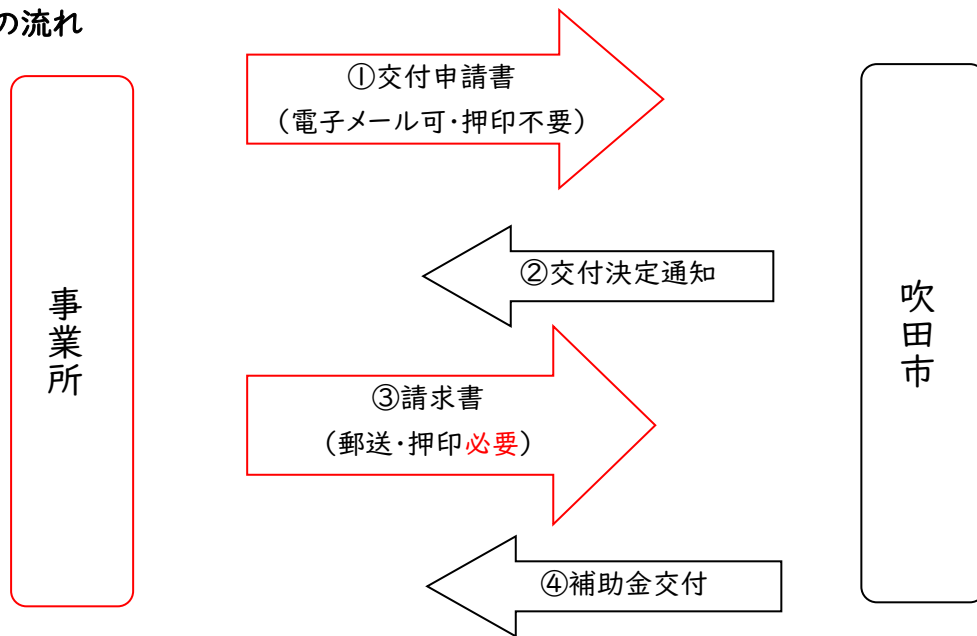 の流れ
①交付申請書
（電子メール可・押印不要）
②交付決定通知
事業所
吹田市
③請求書
（郵送・押印必要）
④補助金交付